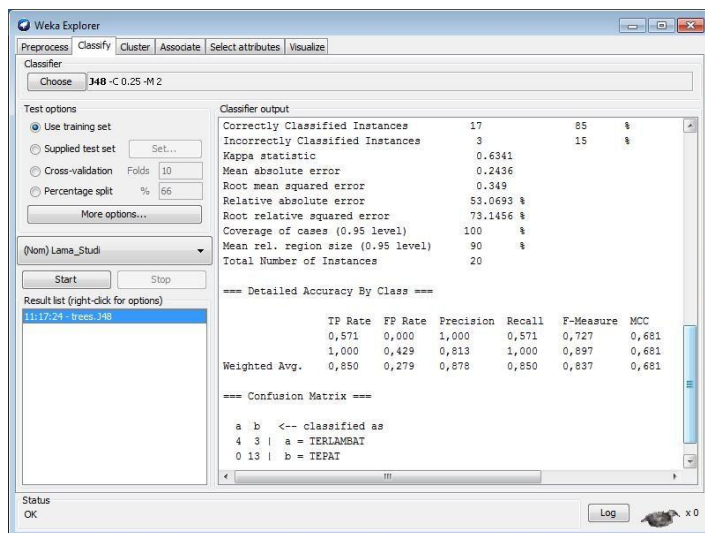 Weka Explorer
Preprocess Classify Cluster Associate Select attributes Visualize
Classifier
Choose J48 -C 0.25 -M 2
Test options
Use training set
Supplied test set Set...
Cross-validation Folds 10
Percentage split % 66
More options...
(Nom) Lama_Studi
Start Stop
Result list (right-click for options)
11:17:24 - trees.J48
Classifier output
Correctly Classified Instances 17 85 %
Incorrectly Classified Instances 3 15 %
Kappa statistic 0.6341
Mean absolute error 0.2436
Root mean squared error 0.349
Relative absolute error 53.0693 %
Root relative squared error 73.1456 %
Coverage of cases (0.95 level) 100 %
Mean rel. region size (0.95 level) 90 %
Total Number of Instances 20
=== Detailed Accuracy By Class ===
TP Rate FP Rate Precision Recall F-Measure MCC
0,571 0,000 1,000 0,571 0,727 0,681
1,000 0,429 0,813 1,000 0,897 0,681
Weighted Avg. 0,850 0,279 0,878 0,850 0,837 0,681
=== Confusion Matrix ===
a b <-- classified as
4 3 | a = TERLAMBAT
0 13 | b = TEPAT
Status
OK
Log x 0